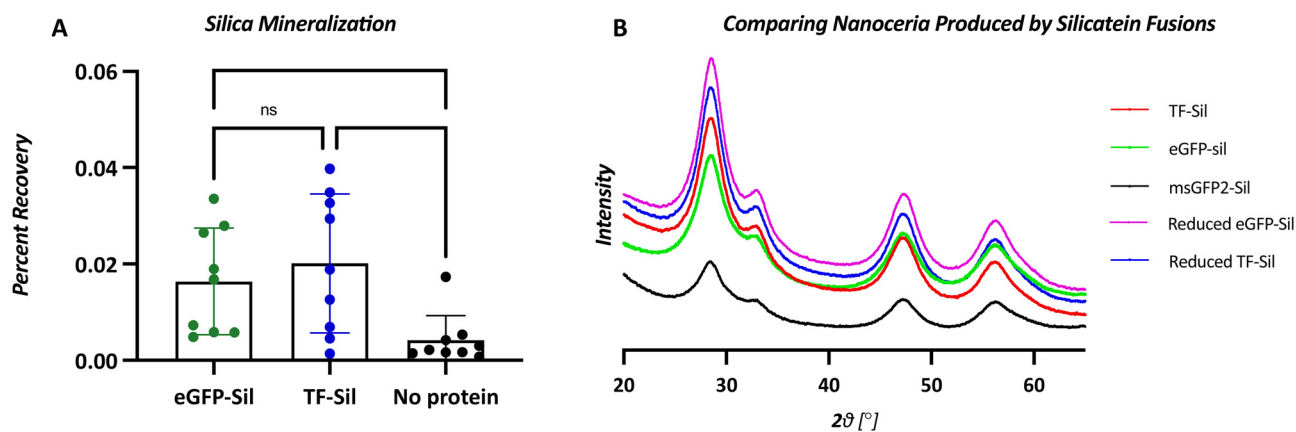 A
Silica Mineralization
Percent Recovery
0.06
0.04
0.02
0.00
ns
eGFP-Sil
TF-Sil
No protein
B
Comparing Nanoceria Produced by Silicatein Fusions
Intensity
20
30
40
50
60
2ϑ [°]
TF-Sil
eGFP-sil
msGFP2-Sil
Reduced eGFP-Sil
Reduced TF-Sil